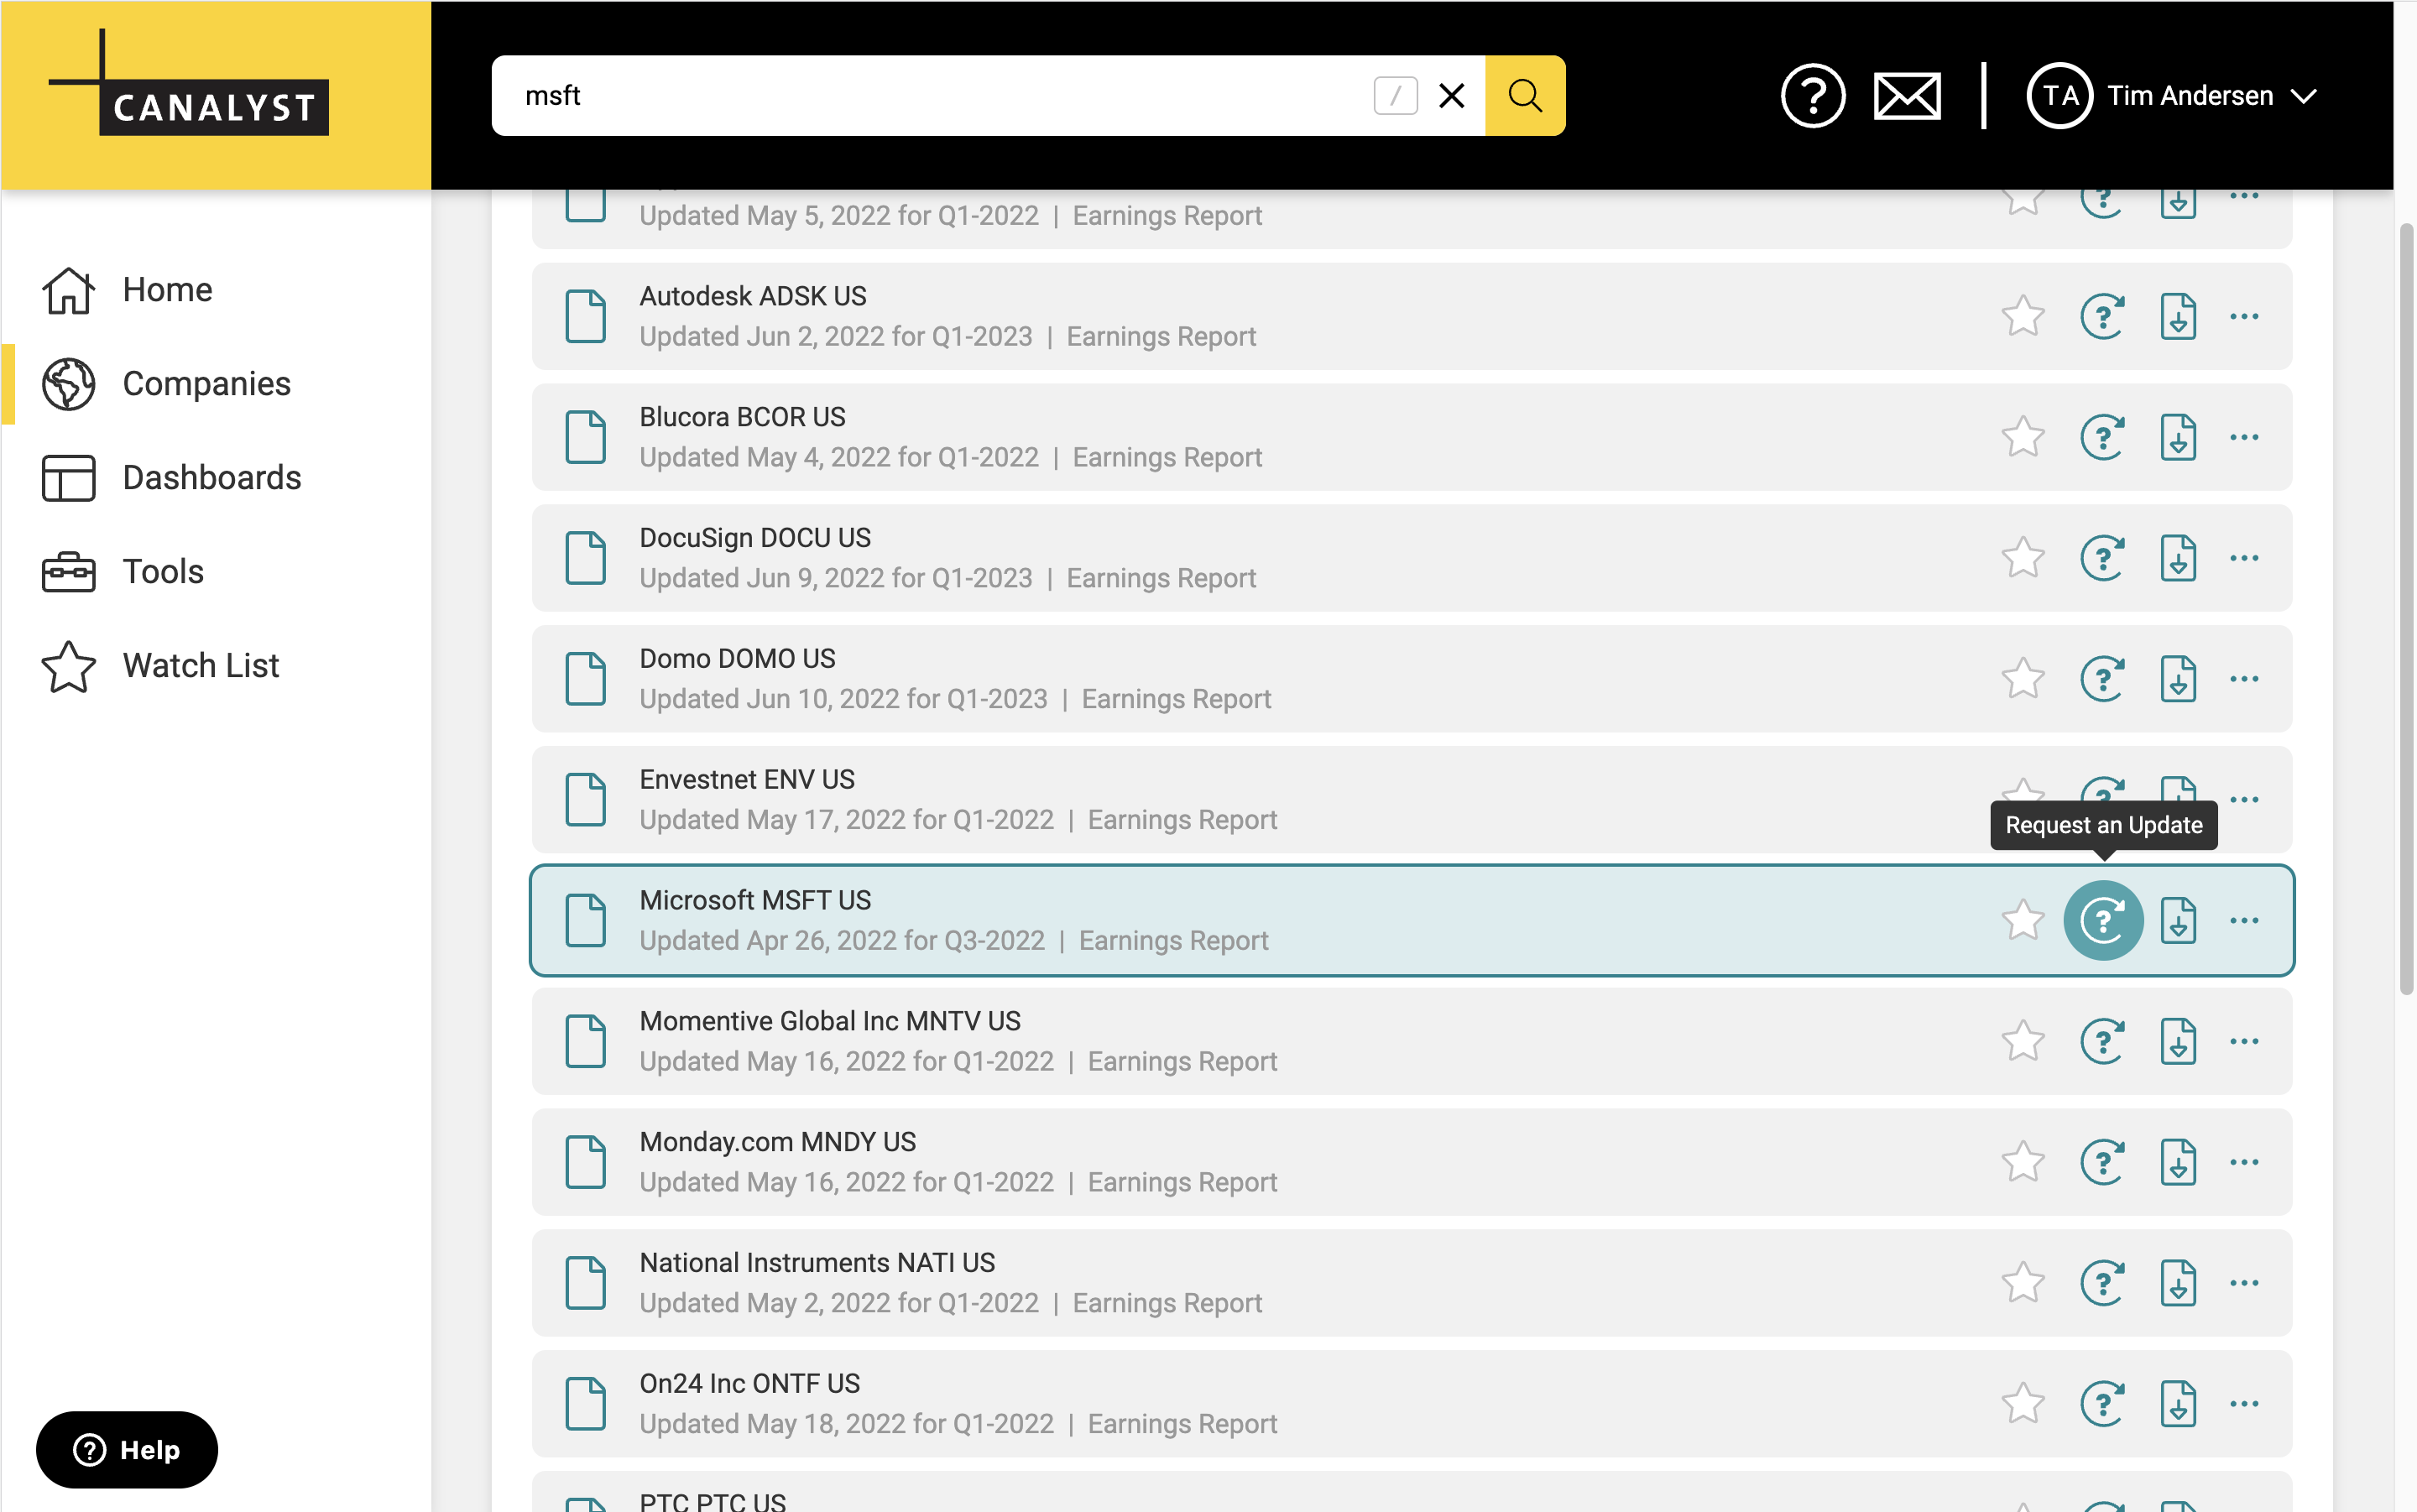 CANALYST
msft
/
?
TA Tim Andersen
Home
Companies
Dashboards
Tools
Watch List
Updated May 5, 2022 for Q1-2022 | Earnings Report
Autodesk ADSK US
Updated Jun 2, 2022 for Q1-2023 | Earnings Report
Blucora BCOR US
Updated May 4, 2022 for Q1-2022 | Earnings Report
DocuSign DOCU US
Updated Jun 9, 2022 for Q1-2023 | Earnings Report
Domo DOMO US
Updated Jun 10, 2022 for Q1-2023 | Earnings Report
Envestnet ENV US
Updated May 17, 2022 for Q1-2022 | Earnings Report
Request an Update
Microsoft MSFT US
Updated Apr 26, 2022 for Q3-2022 | Earnings Report
Momentive Global Inc MNTV US
Updated May 16, 2022 for Q1-2022 | Earnings Report
Monday.com MNDY US
Updated May 16, 2022 for Q1-2022 | Earnings Report
National Instruments NATI US
Updated May 2, 2022 for Q1-2022 | Earnings Report
On24 Inc ONTF US
Updated May 18, 2022 for Q1-2022 | Earnings Report
PTC PTC US
? Help